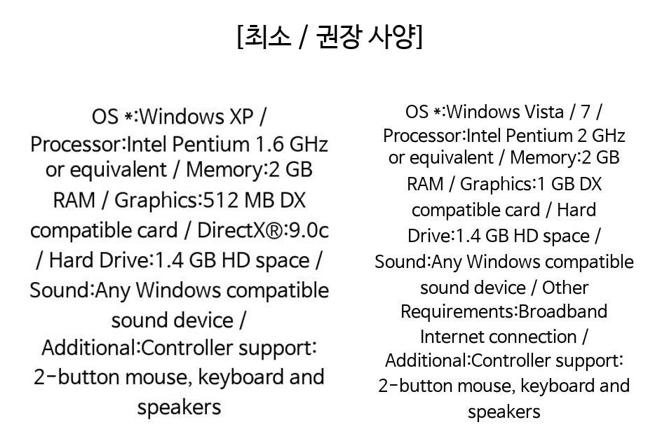 [최소 / 권장 사양]
OS *:Windows XP /
Processor:Intel Pentium 1.6 GHz
or equivalent / Memory:2 GB
RAM / Graphics:512 MB DX
compatible card / DirectX®:9.0c
/ Hard Drive:1.4 GB HD space /
Sound:Any Windows compatible
sound device /
Additional:Controller support:
2-button mouse, keyboard and
speakers
OS *:Windows Vista / 7 /
Processor:Intel Pentium 2 GHz
or equivalent / Memory:2 GB
RAM / Graphics:1 GB DX
compatible card / Hard
Drive:1.4 GB HD space /
Sound:Any Windows compatible
sound device / Other
Requirements:Broadband
Internet connection /
Additional:Controller support:
2-button mouse, keyboard and
speakers